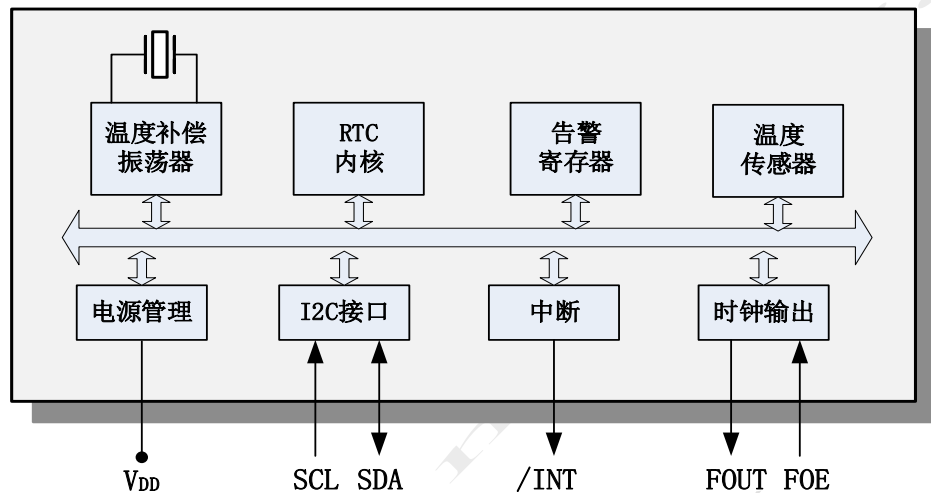 温度补偿
振荡器
RTC
内核
告警
寄存器
温度
传感器
电源管理
I2C接口
中断
时钟输出
VDD
SCL SDA
/INT
FOUT FOE